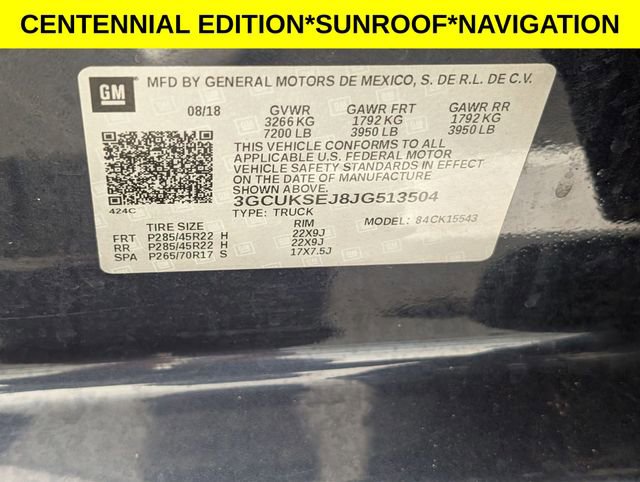 CENTENNIAL EDITION*SUNROOF*NAVIGATION
GM
MFD BY GENERAL MOTORS DE MEXICO, S. DE R.L. DE C.V.
08/18 GVWR GAWR FRT GAWR RR
3266 KG 1792 KG 1792 KG
7200 LB 3950 LB 3950 LB
THIS VEHICLE CONFORMS TO ALL
APPLICABLE U.S. FEDERAL MOTOR
VEHICLE SAFETY STANDARDS IN EFFECT
ON THE DATE OF MANUFACTURE
SHOWN ABOVE.
3GCUKSEJ8JG513504
424C TYPE: TRUCK MODEL: 84CK15543
TIRE SIZE RIM
FRT P285/45R22 H 22X9J
RR P285/45R22 H 22X9J
SPA P265/70R17 S 17X7.5J